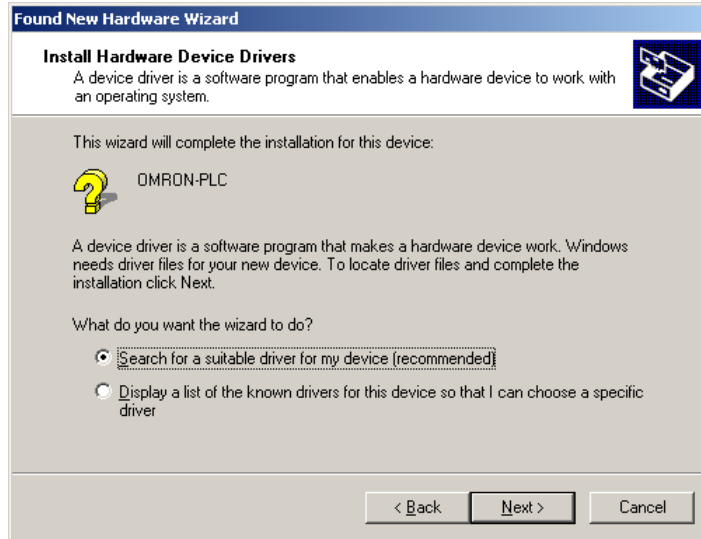 Found New Hardware Wizard
Install Hardware Device Drivers
A device driver is a software program that enables a hardware device to work with
an operating system.
This wizard will complete the installation for this device:
OMRON-PLC
A device driver is a software program that makes a hardware device work. Windows
needs driver files for your new device. To locate driver files and complete the
installation click Next.
What do you want the wizard to do?
Search for a suitable driver for my device (recommended)
Display a list of the known drivers for this device so that I can choose a specific
driver
< Back
Next >
Cancel